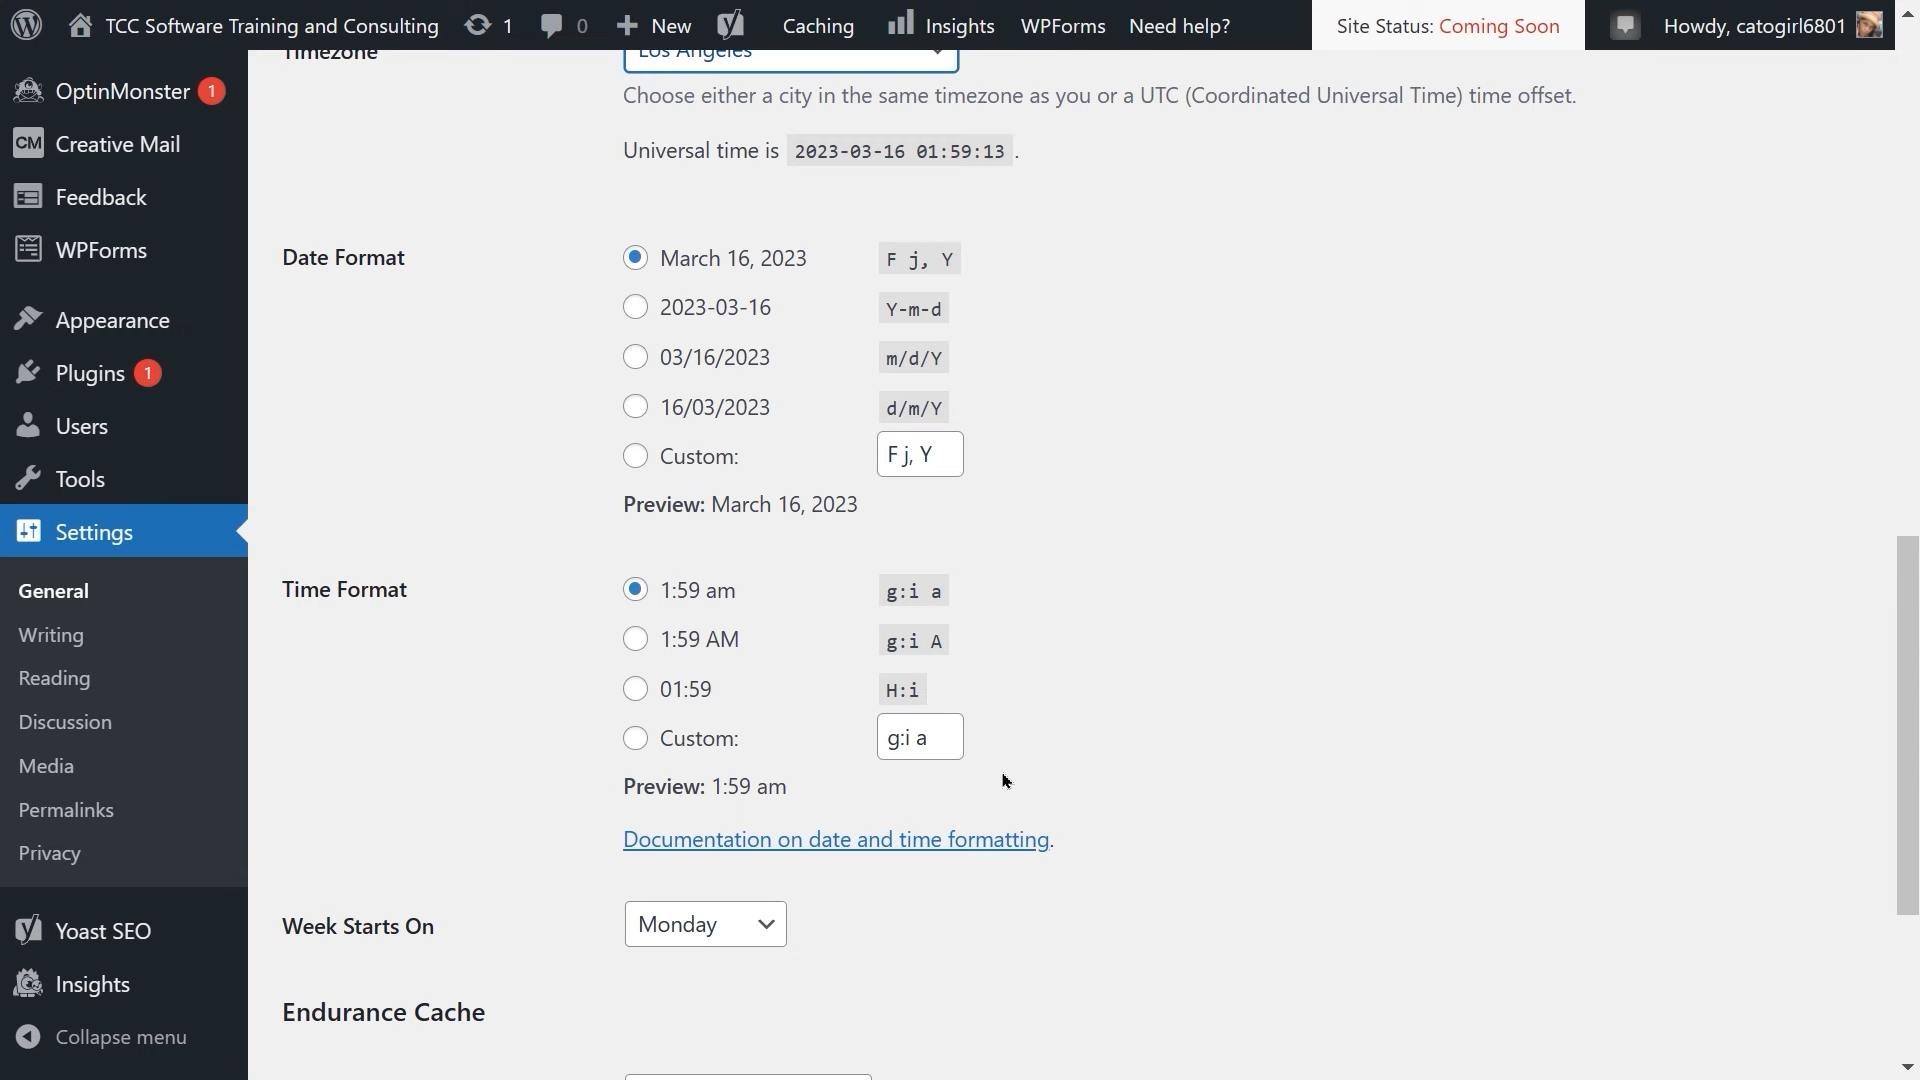 TCC Software Training and Consulting 1 0 New Caching Insights WPForms Need help? Site Status: Coming Soon Howdy, catogirl6801
OptinMonster 1
CM Creative Mail
Feedback
WPForms
Appearance
Plugins 1
Users
Tools
Settings
General
Writing
Reading
Discussion
Media
Permalinks
Privacy
Yoast SEO
Insights
Collapse menu
Timezone Los Angeles
Choose either a city in the same timezone as you or a UTC (Coordinated Universal Time) time offset.
Universal time is 2023-03-16 01:59:13 .
Date Format March 16, 2023 F j, Y
2023-03-16 Y-m-d
03/16/2023 m/d/Y
16/03/2023 d/m/Y
Custom: F j, Y
Preview: March 16, 2023
Time Format 1:59 am g:i a
1:59 AM g:i A
01:59 H:i
Custom: g:i a
Preview: 1:59 am
Documentation on date and time formatting.
Week Starts On Monday
Endurance Cache